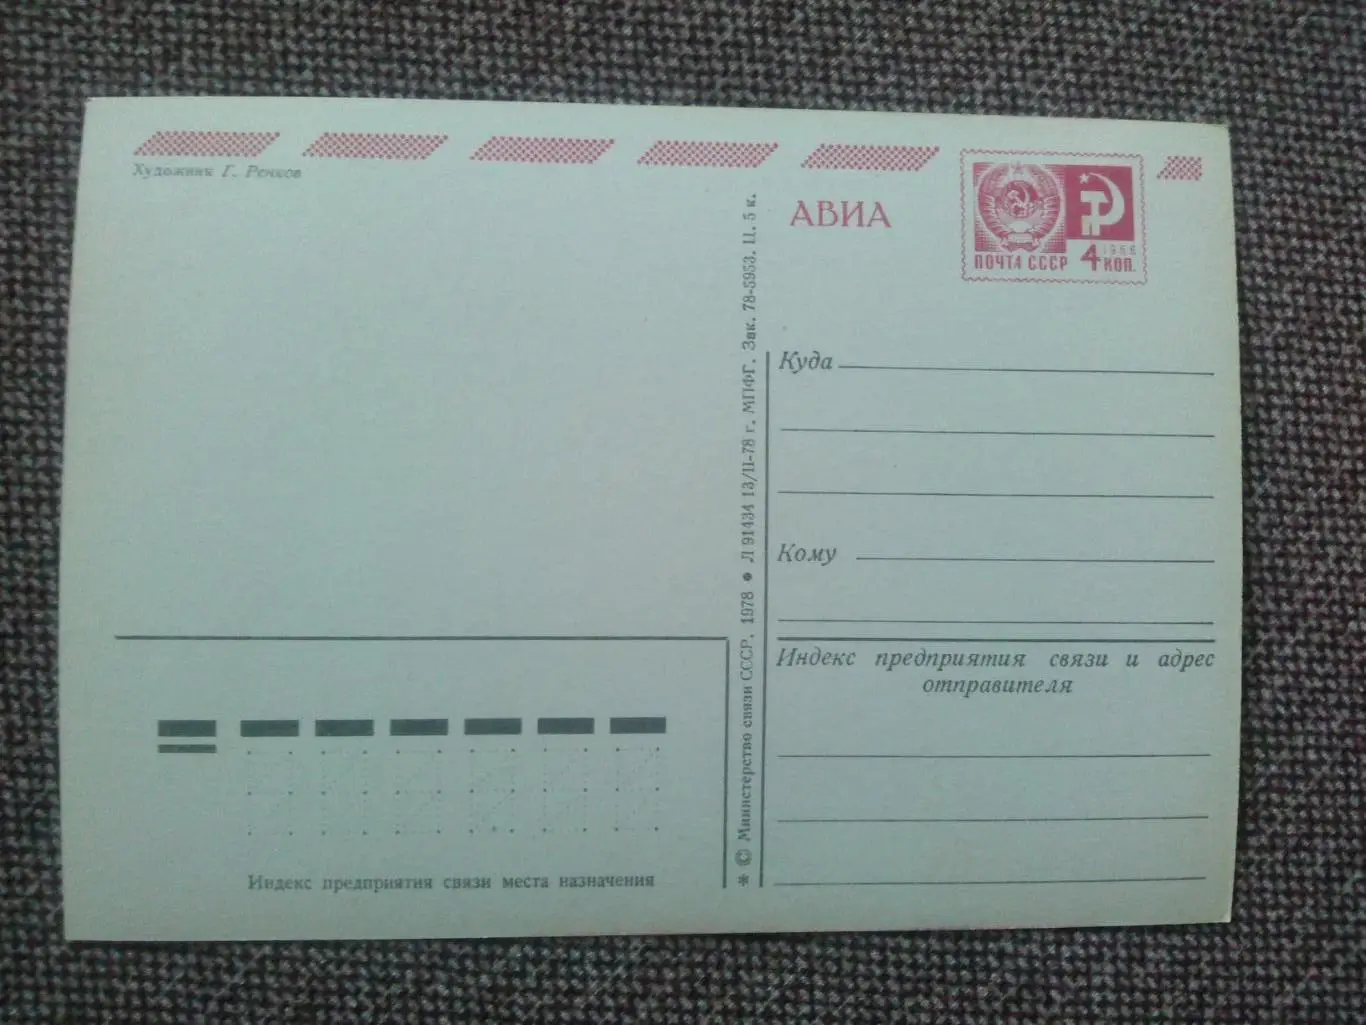 Художник Г. Ренков
АВИА
ПОЧТА СССР
1966
4 КОП.
Куда
Кому
Индекс предприятия связи и адрес
отправителя
Индекс предприятия связи места назначения
* © Министерство связи СССР. 1978 ● Л 91434 13/II-78 г. МПФГ. Зак. 78-5953. Ц. 5 к.